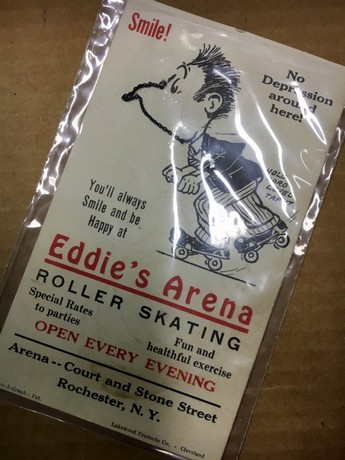 Smile!
No
Depression
around
here!
You'll always
Smile and be
Happy at
Eddie's Arena
ROLLER SKATING
Special Rates
to parties
Fun and
healthful exercise
OPEN EVERY EVENING
Arena -- Court and Stone Street
Rochester, N. Y.
Lakewood Products Co. - Cleveland